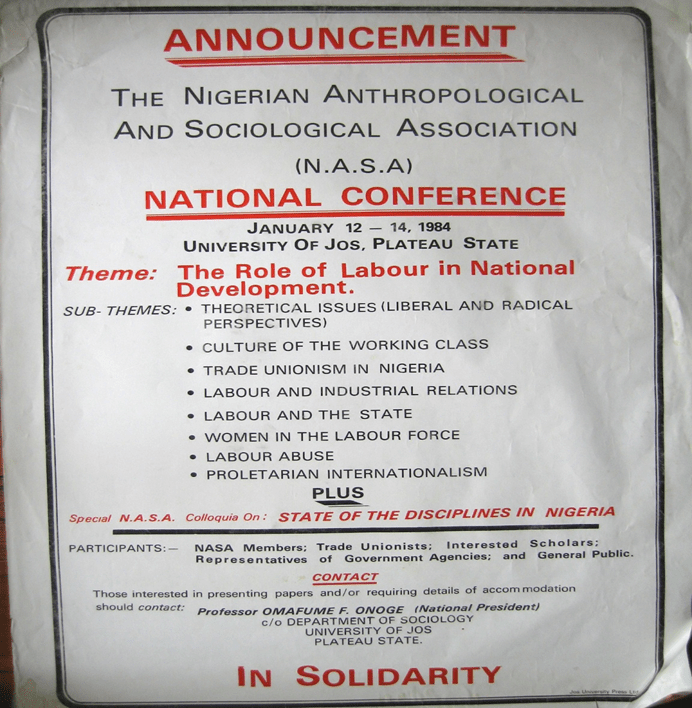 ANNOUNCEMENT
THE NIGERIAN ANTHROPOLOGICAL
AND SOCIOLOGICAL ASSOCIATION
(N.A.S.A)
NATIONAL CONFERENCE
JANUARY 12 – 14, 1984
UNIVERSITY OF JOS, PLATEAU STATE
Theme: The Role of Labour in National
Development.
SUB-THEMES: • THEORETICAL ISSUES (LIBERAL AND RADICAL
PERSPECTIVES)
• CULTURE OF THE WORKING CLASS
• TRADE UNIONISM IN NIGERIA
• LABOUR AND INDUSTRIAL RELATIONS
• LABOUR AND THE STATE
• WOMEN IN THE LABOUR FORCE
• LABOUR ABUSE
• PROLETARIAN INTERNATIONALISM
PLUS
Special N.A.S.A. Colloquia On: STATE OF THE DISCIPLINES IN NIGERIA
PARTICIPANTS:– NASA Members; Trade Unionists; Interested Scholars;
Representatives of Government Agencies; and General Public.
CONTACT
Those interested in presenting papers and/or requiring details of accommodation
should contact: Professor OMAFUME F. ONOGE (National President)
c/o DEPARTMENT OF SOCIOLOGY
UNIVERSITY OF JOS
PLATEAU STATE.
IN SOLIDARITY
Jos University Press Ltd